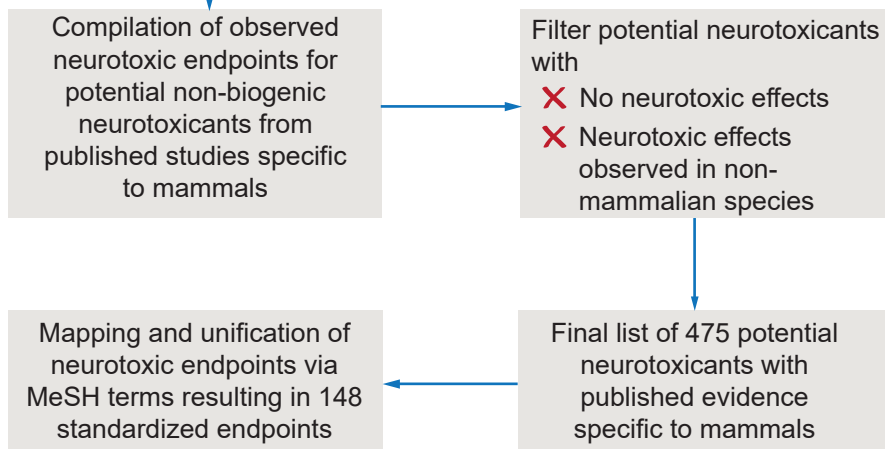 Compilation of observed
neurotoxic endpoints for
potential non-biogenic
neurotoxicants from
published studies specific
to mammals
Filter potential neurotoxicants
with
No neurotoxic effects
Neurotoxic effects
observed in non-
mammalian species
Mapping and unification of
neurotoxic endpoints via
MeSH terms resulting in 148
standardized endpoints
Final list of 475 potential
neurotoxicants with
published evidence
specific to mammals